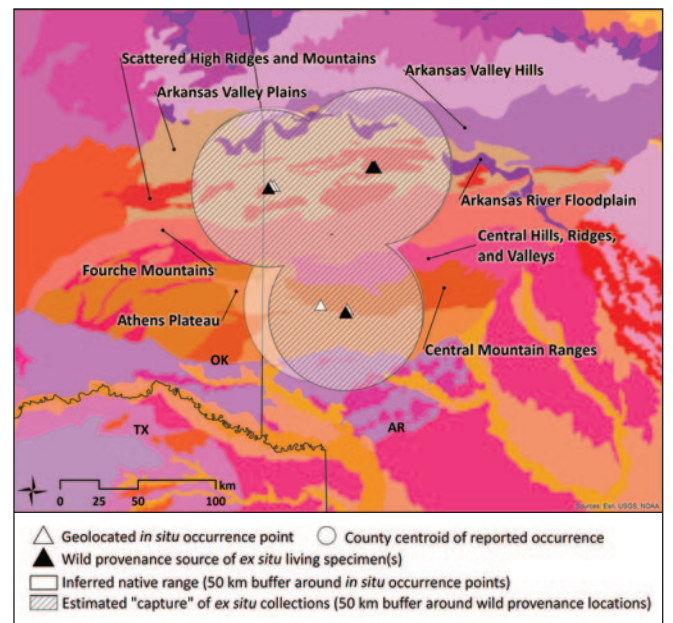 Scattered High Ridges and Mountains
Arkansas Valley Hills
Arkansas Valley Plains
Arkansas River Floodplain
Central Hills, Ridges,
and Valleys
Fourche Mountains
Athens Plateau
Central Mountain Ranges
OK
TX
AR
km
0 25 50 100
Sources: Esri, USGS, NOAA
Geolocated in situ occurrence point
County centroid of reported occurrence
Wild provenance source of ex situ living specimen(s)
Inferred native range (50 km buffer around in situ occurrence points)
Estimated "capture" of ex situ collections (50 km buffer around wild provenance locations)